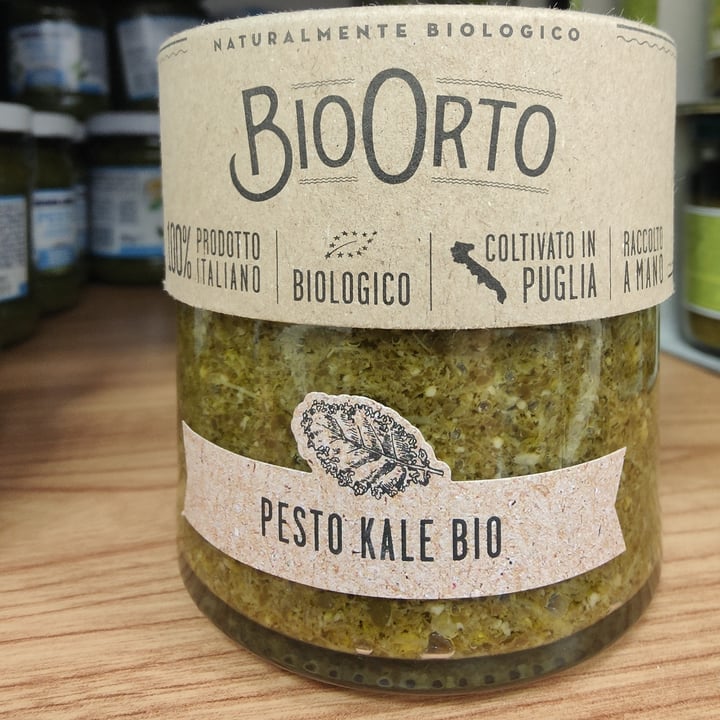 NATURALMENTE BIOLOGICO
BIOORTO
100% PRODOTTO ITALIANO
BIOLOGICO
COLTIVATO IN PUGLIA
RACCOLTO A MANO
PESTO KALE BIO